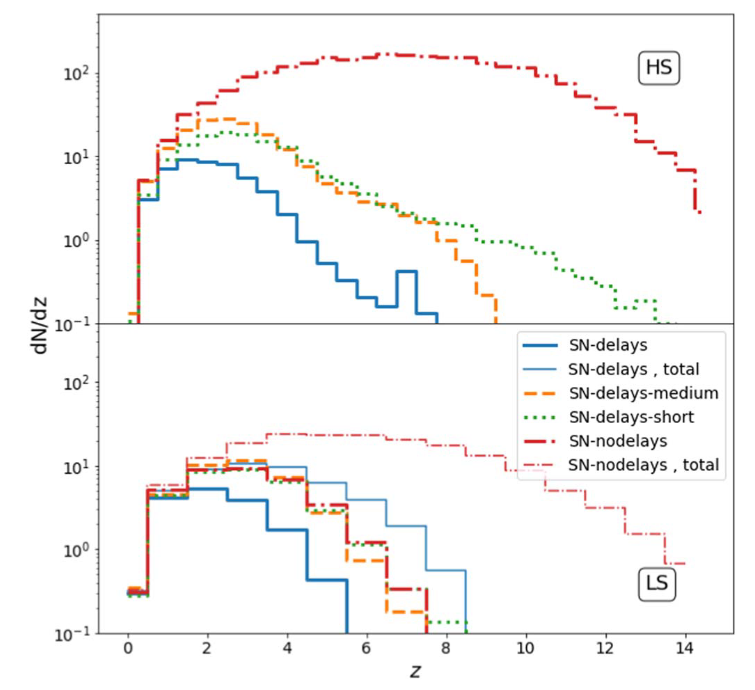 HS
10²
10¹
10⁰
10⁻¹
dN/dz
SN-delays
SN-delays , total
SN-delays-medium
SN-delays-short
SN-nodelays
SN-nodelays , total
10²
10¹
10⁰
10⁻¹
LS
0 2 4 6 8 10 12 14
z